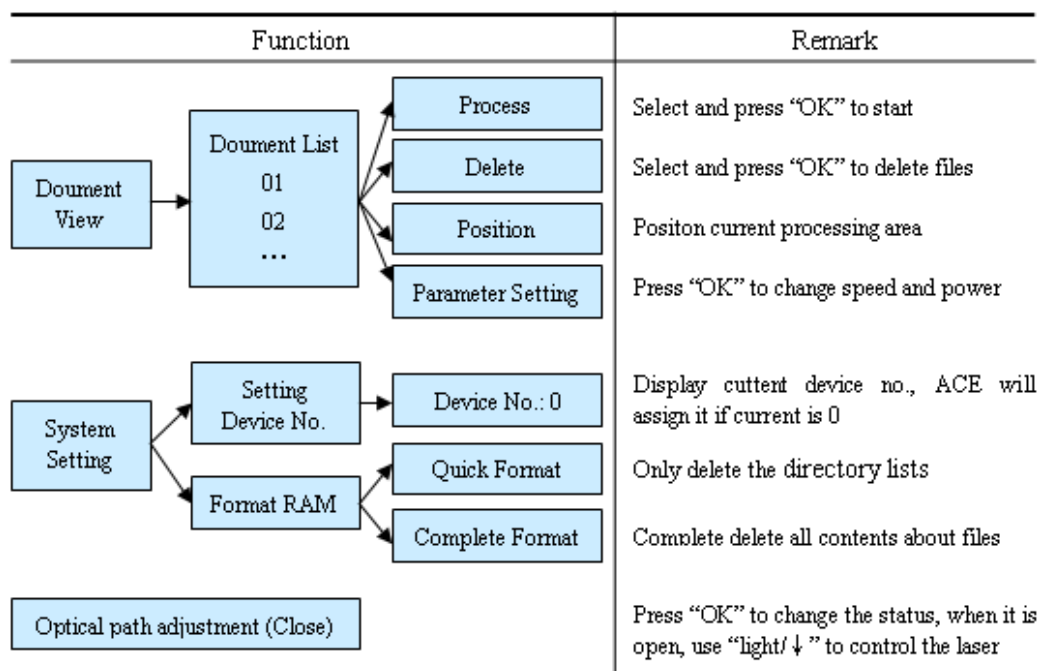 Function
Remark
Doument
View
Doument List
01
02
...
Process
Select and press “OK” to start
Delete
Select and press “OK” to delete files
Position
Positon current processing area
Parameter Setting
Press “OK” to change speed and power
System
Setting
Setting
Device No.
Device No.: 0
Display cuttent device no., ACE will
assign it if current is 0
Format RAM
Quick Format
Only delete the directory lists
Complete Format
Complete delete all contents about files
Optical path adjustment (Close)
Press “OK” to change the status, when it is
open, use “light/↓” to control the laser